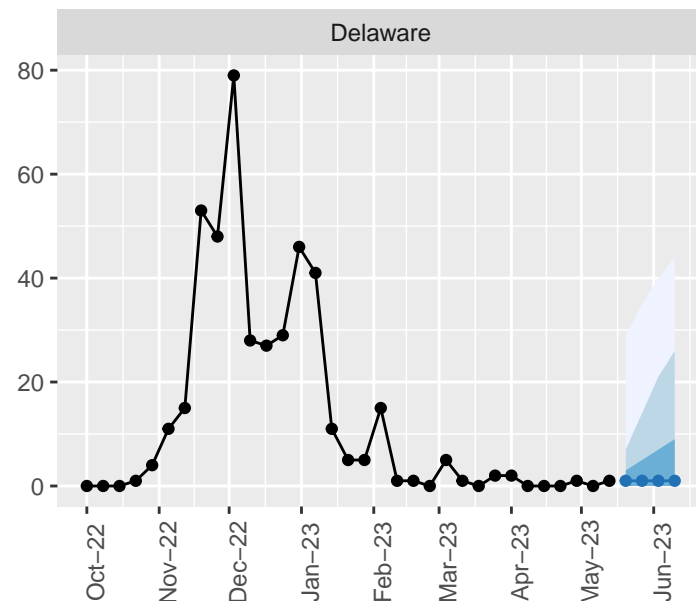 Delaware
80
60
40
20
0
Oct−22
Nov−22
Dec−22
Jan−23
Feb−23
Mar−23
Apr−23
May−23
Jun−23